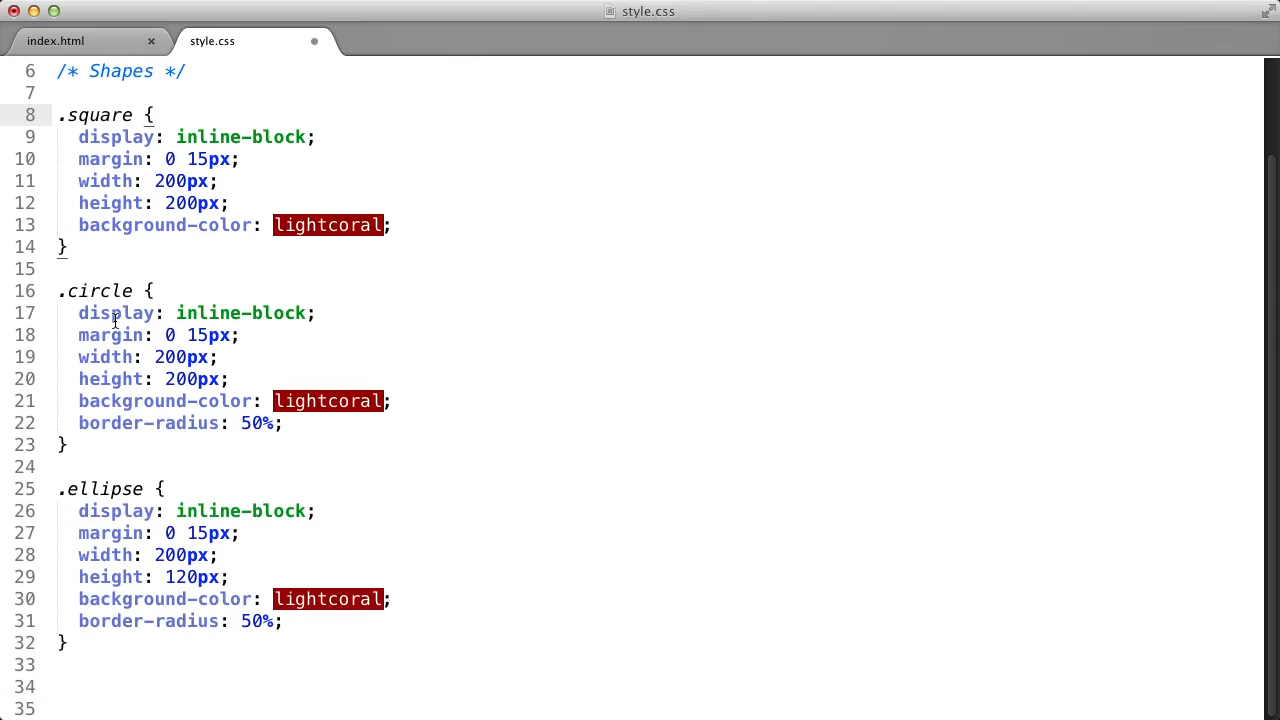 style.css
index.html × style.css
6 /* Shapes */
7
8 .square {
9 display: inline-block;
10 margin: 0 15px;
11 width: 200px;
12 height: 200px;
13 background-color: lightcoral;
14 }
15
16 .circle {
17 display: inline-block;
18 margin: 0 15px;
19 width: 200px;
20 height: 200px;
21 background-color: lightcoral;
22 border-radius: 50%;
23 }
24
25 .ellipse {
26 display: inline-block;
27 margin: 0 15px;
28 width: 200px;
29 height: 120px;
30 background-color: lightcoral;
31 border-radius: 50%;
32 }
33
34
35